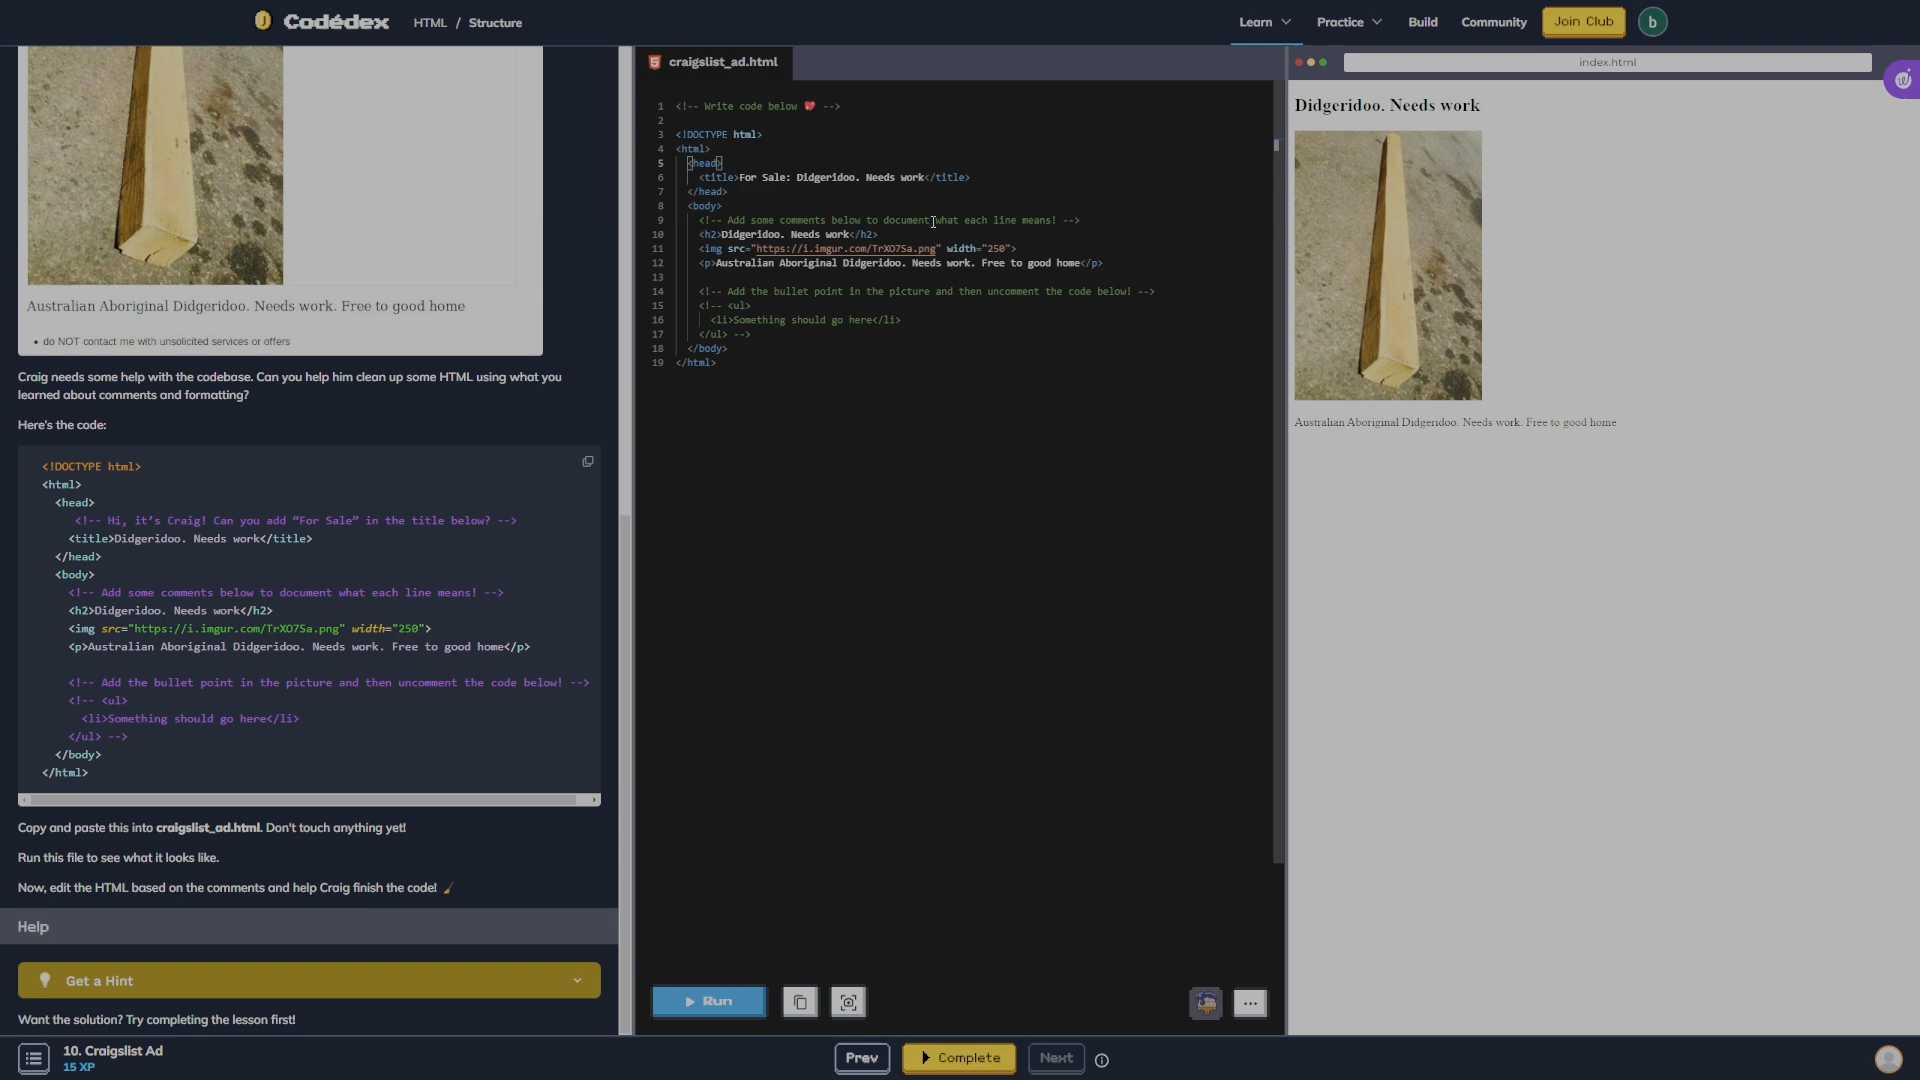 Codédex
HTML / Structure
Learn
Practice
Build
Community
Join Club
b
Australian Aboriginal Didgeridoo. Needs work. Free to good home
• do NOT contact me with unsolicited services or offers
Craig needs some help with the codebase. Can you help him clean up some HTML using what you
learned about comments and formatting?
Here's the code:
<!DOCTYPE html>
<html>
<head>
<!-- Hi, it’s Craig! Can you add “For Sale” in the title below? -->
<title>Didgeridoo. Needs work</title>
</head>
<body>
<!-- Add some comments below to document what each line means! -->
<h2>Didgeridoo. Needs work</h2>
<img src="https://i.imgur.com/TrXO7Sa.png" width="250">
<p>Australian Aboriginal Didgeridoo. Needs work. Free to good home</p>
<!-- Add the bullet point in the picture and then uncomment the code below! -->
<!-- <ul>
<li>Something should go here</li>
</ul> -->
</body>
</html>
Copy and paste this into craigslist_ad.html. Don't touch anything yet!
Run this file to see what it looks like.
Now, edit the HTML based on the comments and help Craig finish the code!
Help
Get a Hint
Want the solution? Try completing the lesson first!
craigslist_ad.html
1 <!-- Write code below 💖 -->
2
3 <!DOCTYPE html>
4 <html>
5 <head>
6 <title>For Sale: Didgeridoo. Needs work</title>
7 </head>
8 <body>
9 <!-- Add some comments below to document what each line means! -->
10 <h2>Didgeridoo. Needs work</h2>
11 <img src="https://i.imgur.com/TrXO7Sa.png" width="250">
12 <p>Australian Aboriginal Didgeridoo. Needs work. Free to good home</p>
13
14 <!-- Add the bullet point in the picture and then uncomment the code below! -->
15 <!-- <ul>
16 <li>Something should go here</li>
17 </ul> -->
18 </body>
19 </html>
Run
...
index.html
Didgeridoo. Needs work
Australian Aboriginal Didgeridoo. Needs work. Free to good home
10. Craigslist Ad
15 XP
Prev
Complete
Next